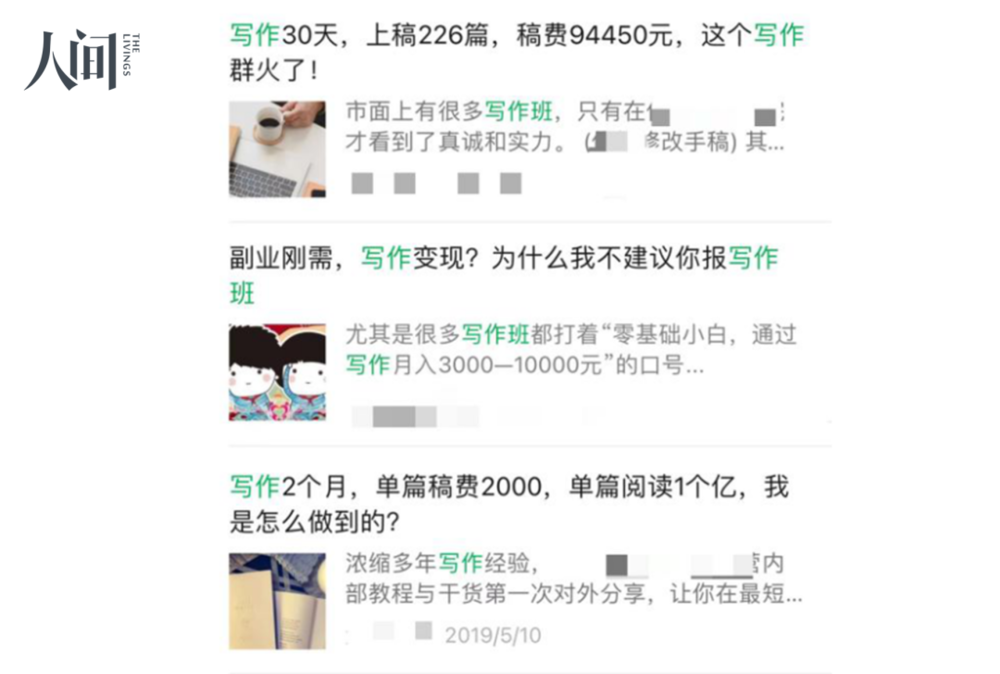 人间
THE LIVINGS
写作30天，上稿226篇，稿费94450元，这个写作
群火了！
市面上有很多写作班，只有在
才看到了真诚和实力。（ 修改手稿) 其...
副业刚需，写作变现？为什么我不建议你报写作
班
尤其是很多写作班都打着“零基础小白，通过
写作月入3000—10000元”的口号...
写作2个月，单篇稿费2000，单篇阅读1个亿，我
是怎么做到的?
浓缩多年写作经验， 营内
部教程与干货第一次对外分享，让你在最短...
2019/5/10